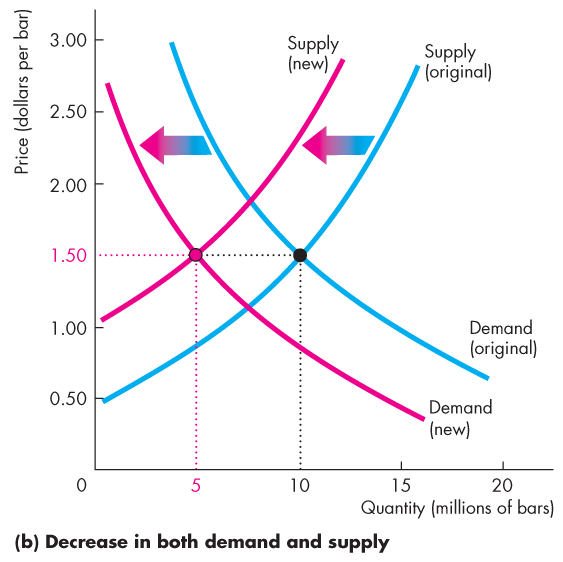 Price (dollars per bar)
3.00
2.50
2.00
1.50
1.00
0.50
Supply
(new)
Supply
(original)
Demand
(original)
Demand
(new)
0
5
10
15
20
Quantity (millions of bars)
(b) Decrease in both demand and supply